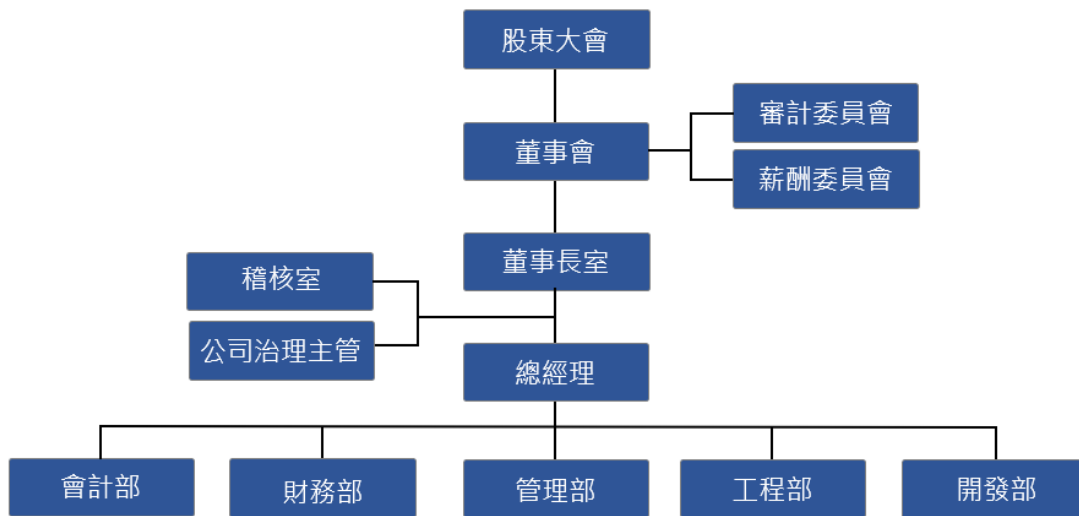 股東大會
董事會
審計委員會
薪酬委員會
董事長室
稽核室
公司治理主管
總經理
會計部
財務部
管理部
工程部
開發部